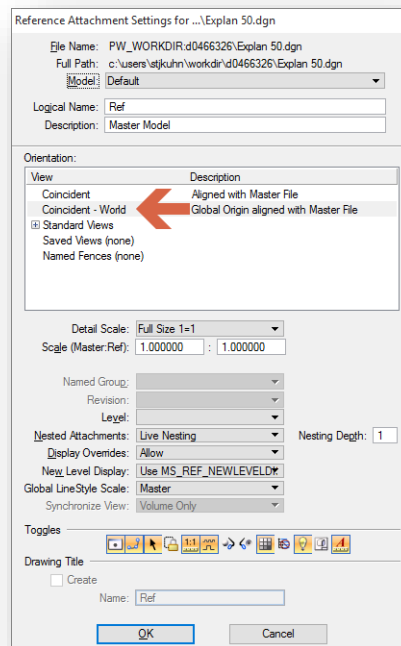 Reference Attachment Settings for ...\Explan 50.dgn
File Name: PW_WORKDIR:d0466326\Explan 50.dgn
Full Path: c:\users\stjkuhn\workdir\d0466326\Explan 50.dgn
Model: Default
Logical Name: Ref
Description: Master Model
Orientation:
View Description
Coincident Aligned with Master File
Coincident - World Global Origin aligned with Master File
Standard Views
Saved Views (none)
Named Fences (none)
Detail Scale: Full Size 1=1
Scale (Master:Ref): 1.000000 : 1.000000
Named Group:
Revision:
Level:
Nested Attachments: Live Nesting Nesting Depth: 1
Display Overrides: Allow
New Level Display: Use MS_REF_NEWLEVELDI
Global LineStyle Scale: Master
Synchronize View: Volume Only
Toggles
1:1
Drawing Title
Create
Name: Ref
OK Cancel